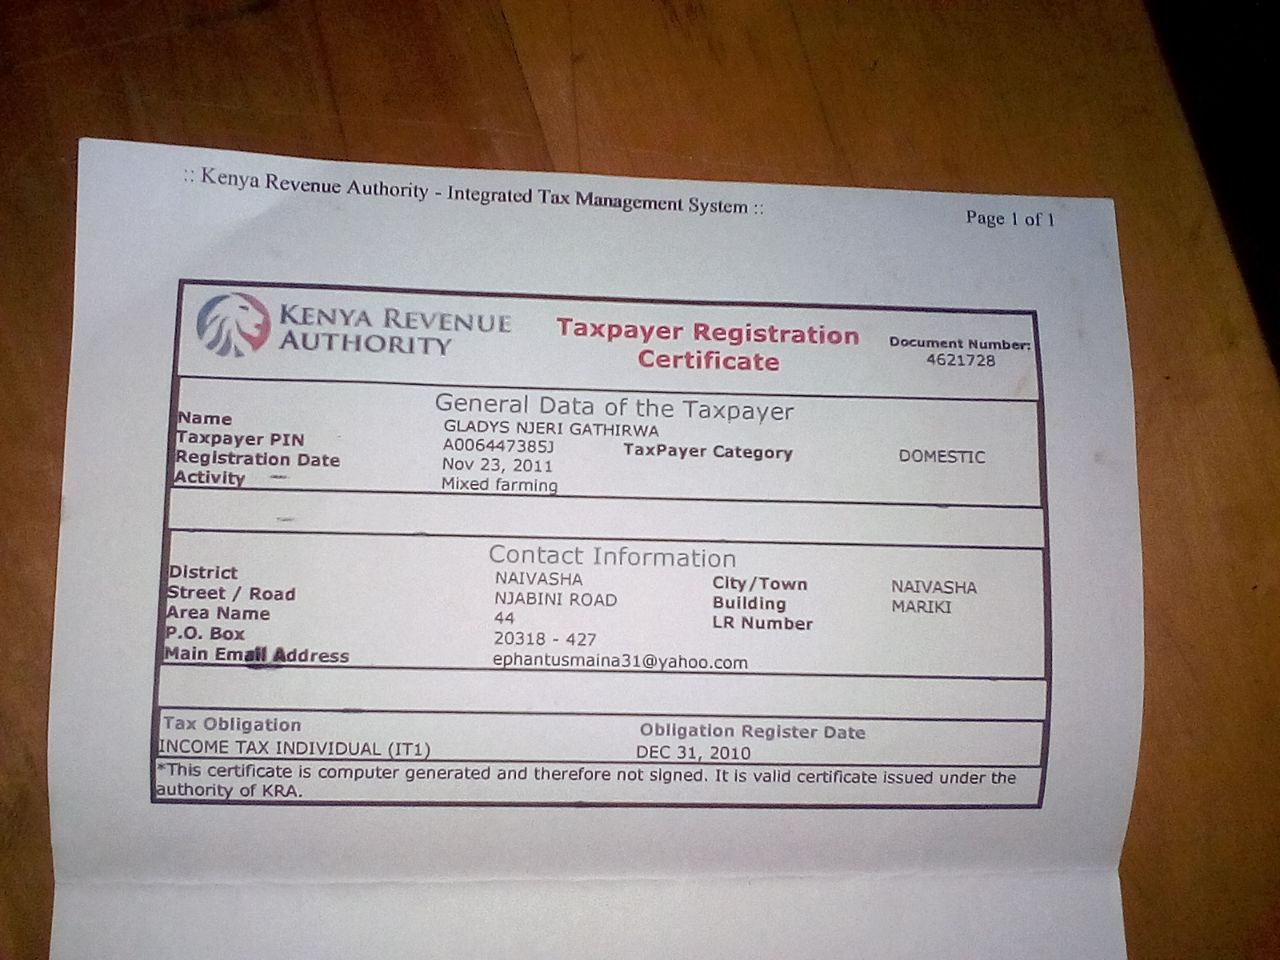 :: Kenya Revenue Authority - Integrated Tax Management System ::
Page 1 of 1
KENYA REVENUE AUTHORITY
Taxpayer Registration Certificate
Document Number: 4621728
General Data of the Taxpayer
Name GLADYS NJERI GATHIRWA
Taxpayer PIN A006447385J TaxPayer Category DOMESTIC
Registration Date Nov 23, 2011
Activity Mixed farming
Contact Information
District NAIVASHA City/Town NAIVASHA
Street / Road NJABINI ROAD Building MARIKI
Area Name 44 LR Number
P.O. Box 20318 - 427
Main Email Address ephantusmaina31@yahoo.com
Tax Obligation Obligation Register Date
INCOME TAX INDIVIDUAL (IT1) DEC 31, 2010
*This certificate is computer generated and therefore not signed. It is valid certificate issued under the
authority of KRA.